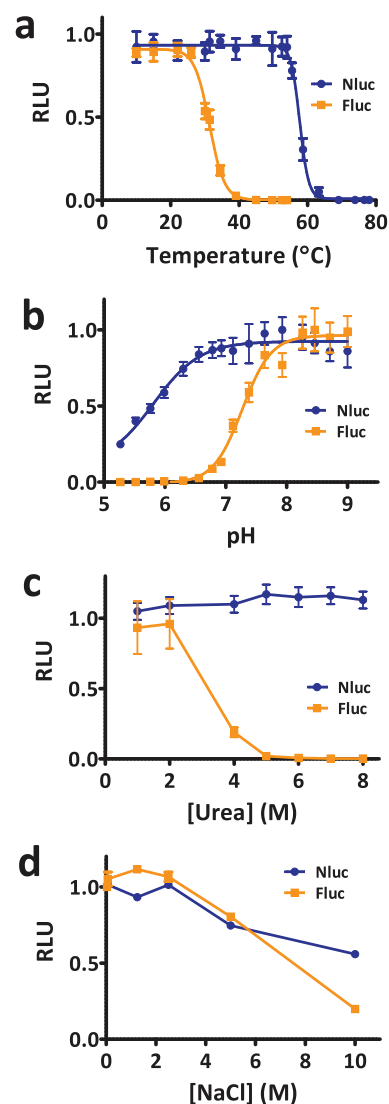 a
1.0
0.5
0.0
RLU
Nluc
Fluc
0 20 40 60 80
Temperature (°C)
b
1.0
0.5
0.0
RLU
Nluc
Fluc
5 6 7 8 9
pH
c
1.0
0.5
0.0
RLU
Nluc
Fluc
0 2 4 6 8
[Urea] (M)
d
1.0
0.5
0.0
RLU
Nluc
Fluc
0 2 4 6 8 10
[NaCl] (M)